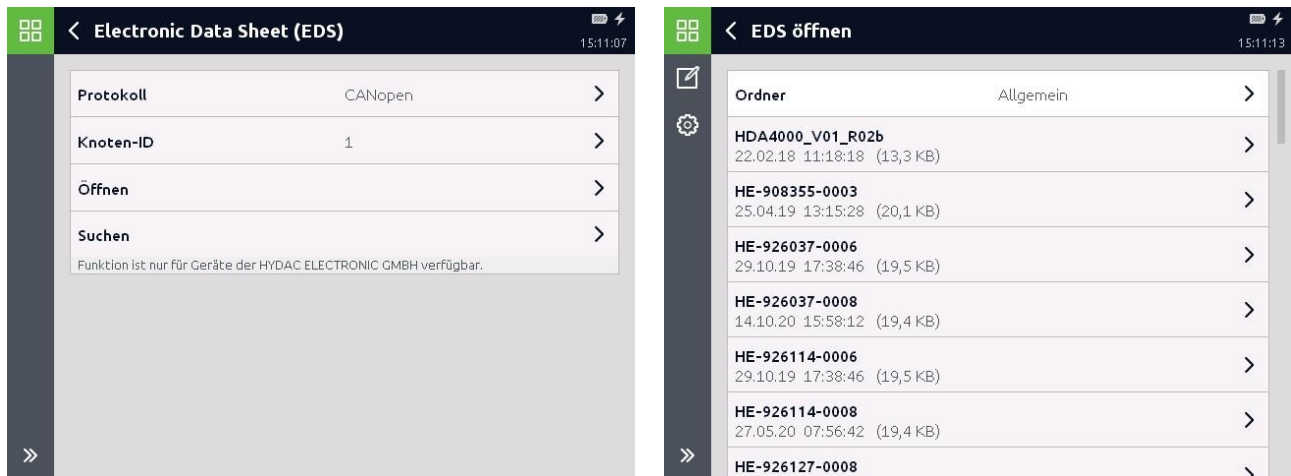 Electronic Data Sheet (EDS)
15:11:07
Protokoll CANopen
Knoten-ID 1
Öffnen
Suchen
Funktion ist nur für Geräte der HYDAC ELECTRONIC GMBH verfügbar.
EDS öffnen
15:11:13
Ordner Allgemein
HDA4000_V01_R02b
22.02.18 11:18:18 (13,3 KB)
HE-908355-0003
25.04.19 13:15:28 (20,1 KB)
HE-926037-0006
29.10.19 17:38:46 (19,5 KB)
HE-926037-0008
14.10.20 15:58:12 (19,4 KB)
HE-926114-0006
29.10.19 17:38:46 (19,5 KB)
HE-926114-0008
27.05.20 07:56:42 (19,4 KB)
HE-926127-0008